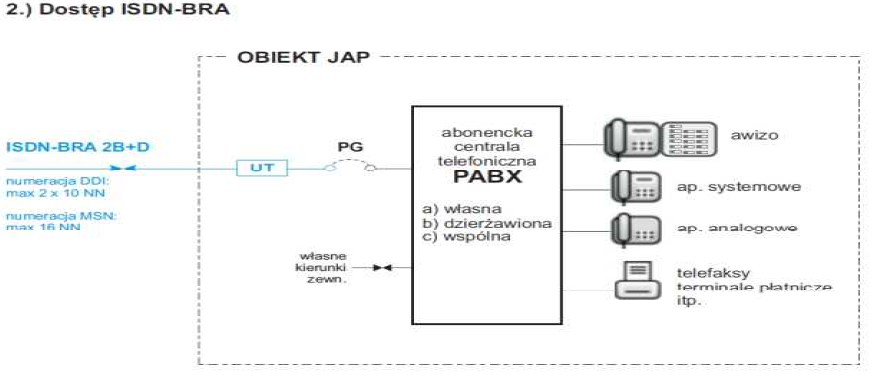 2.) Dostęp ISDN-BRA
OBIEKT JAP
ISDN-BRA 2B+D
numeracja DDI:
max 2 x 10 NN
numeracja MSN:
max 16 NN
UT
PG
abonencka
centrala
telefoniczna
PABX
a) własna
b) dzierżawiona
c) wspólna
własne
kierunki
zewn.
awizo
ap. systemowe
ap. analogowe
telefaksy
terminale płatnicze
itp.